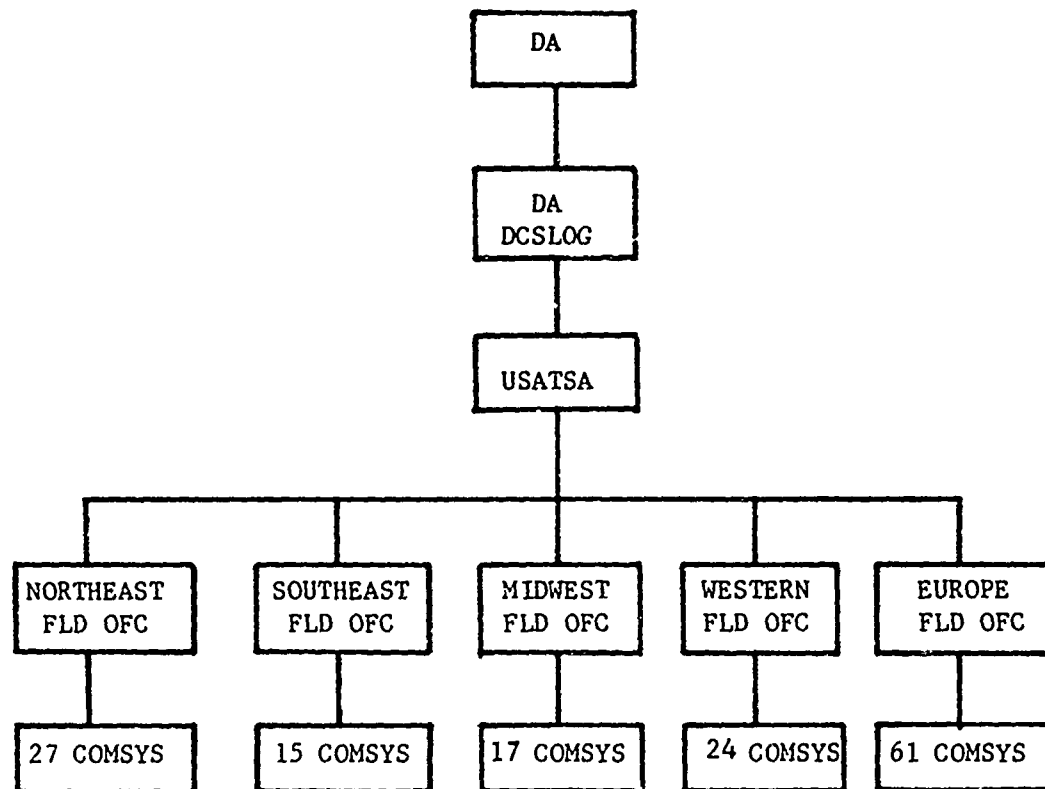 DA
DA
DCSLOG
USATSA
NORTHEAST
FLD OFC
SOUTHEAST
FLD OFC
MIDWEST
FLD OFC
WESTERN
FLD OFC
EUROPE
FLD OFC
27 COMSYS
15 COMSYS
17 COMSYS
24 COMSYS
61 COMSYS